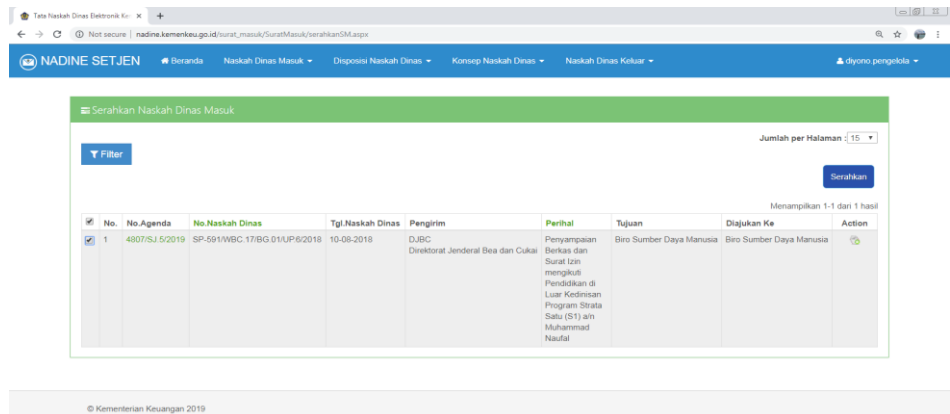 Tata Naskah Dinas Elektronik Ke
Not secure | nadine.kemenkeu.go.id/surat_masuk/SuratMasuk/serahkanSM.aspx
NADINE SETJEN Beranda Naskah Dinas Masuk Disposisi Naskah Dinas Konsep Naskah Dinas Naskah Dinas Keluar diyono.pengelola
Serahkan Naskah Dinas Masuk
Jumlah per Halaman : 15
Filter
Serahkan
Menampilkan 1-1 dari 1 hasil
No. No.Agenda No.Naskah Dinas Tgl.Naskah Dinas Pengirim Perihal Tujuan Diajukan Ke Action
1 4807/SJ.5/2019 SP-591/WBC.17/BG.01/UP.6/2018 10-08-2018 DJBC Penyampaian Biro Sumber Daya Manusia Biro Sumber Daya Manusia
Direktorat Jenderal Bea dan Cukai Berkas dan
Surat Izin
mengikuti
Pendidikan di
Luar Kedinisan
Program Strata
Satu (S1) a/n
Muhammad
Naufal
© Kementerian Keuangan 2019